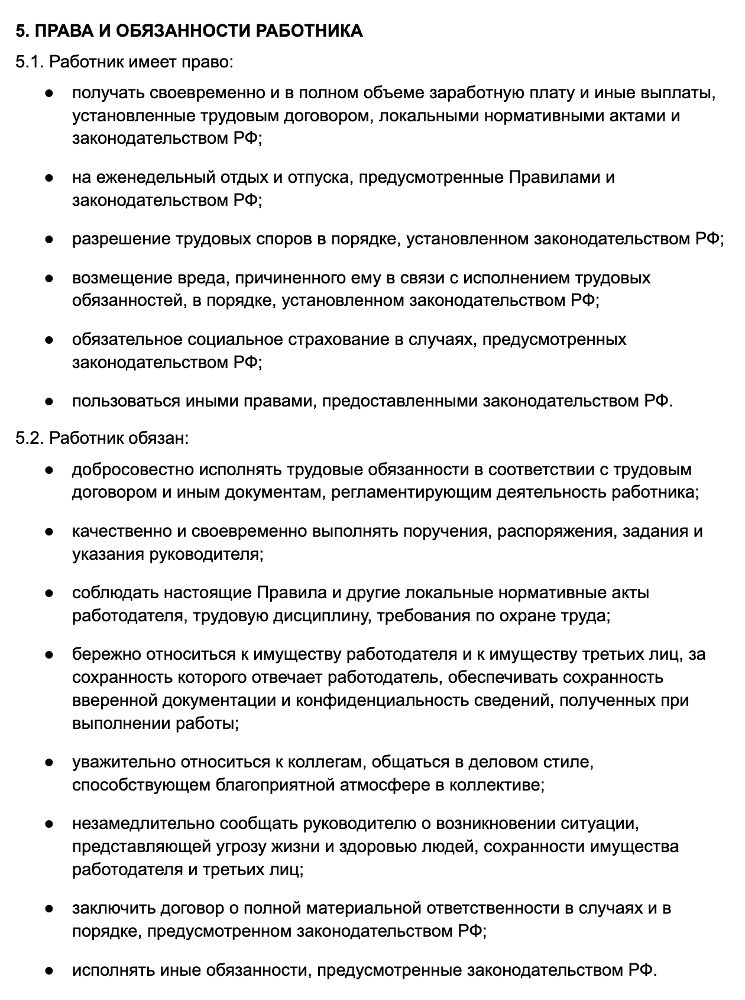 5. ПРАВА И ОБЯЗАННОСТИ РАБОТНИКА
5.1. Работник имеет право:
● получать своевременно и в полном объеме заработную плату и иные выплаты,
установленные трудовым договором, локальными нормативными актами и
законодательством РФ;
● на еженедельный отдых и отпуска, предусмотренные Правилами и
законодательством РФ;
● разрешение трудовых споров в порядке, установленном законодательством РФ;
● возмещение вреда, причиненного ему в связи с исполнением трудовых
обязанностей, в порядке, установленном законодательством РФ;
● обязательное социальное страхование в случаях, предусмотренных
законодательством РФ;
● пользоваться иными правами, предоставленными законодательством РФ.
5.2. Работник обязан:
● добросовестно исполнять трудовые обязанности в соответствии с трудовым
договором и иным документам, регламентирующим деятельность работника;
● качественно и своевременно выполнять поручения, распоряжения, задания и
указания руководителя;
● соблюдать настоящие Правила и другие локальные нормативные акты
работодателя, трудовую дисциплину, требования по охране труда;
● бережно относиться к имуществу работодателя и к имуществу третьих лиц, за
сохранность которого отвечает работодатель, обеспечивать сохранность
вверенной документации и конфиденциальность сведений, полученных при
выполнении работы;
● уважительно относиться к коллегам, общаться в деловом стиле,
способствующем благоприятной атмосфере в коллективе;
● незамедлительно сообщать руководителю о возникновении ситуации,
представляющей угрозу жизни и здоровью людей, сохранности имущества
работодателя и третьих лиц;
● заключить договор о полной материальной ответственности в случаях и в
порядке, предусмотренном законодательством РФ;
● исполнять иные обязанности, предусмотренные законодательством РФ.